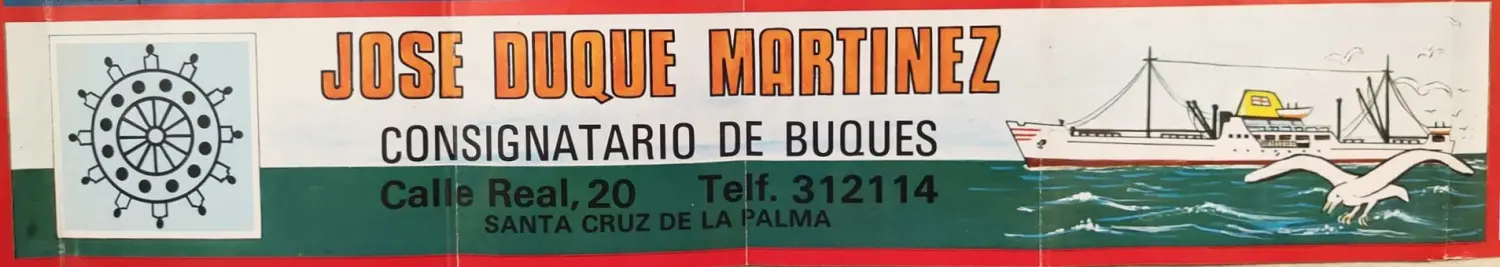 JOSE DUQUE MARTINEZ
CONSIGNATARIO DE BUQUES
Calle Real, 20 Telf. 312114
SANTA CRUZ DE LA PALMA